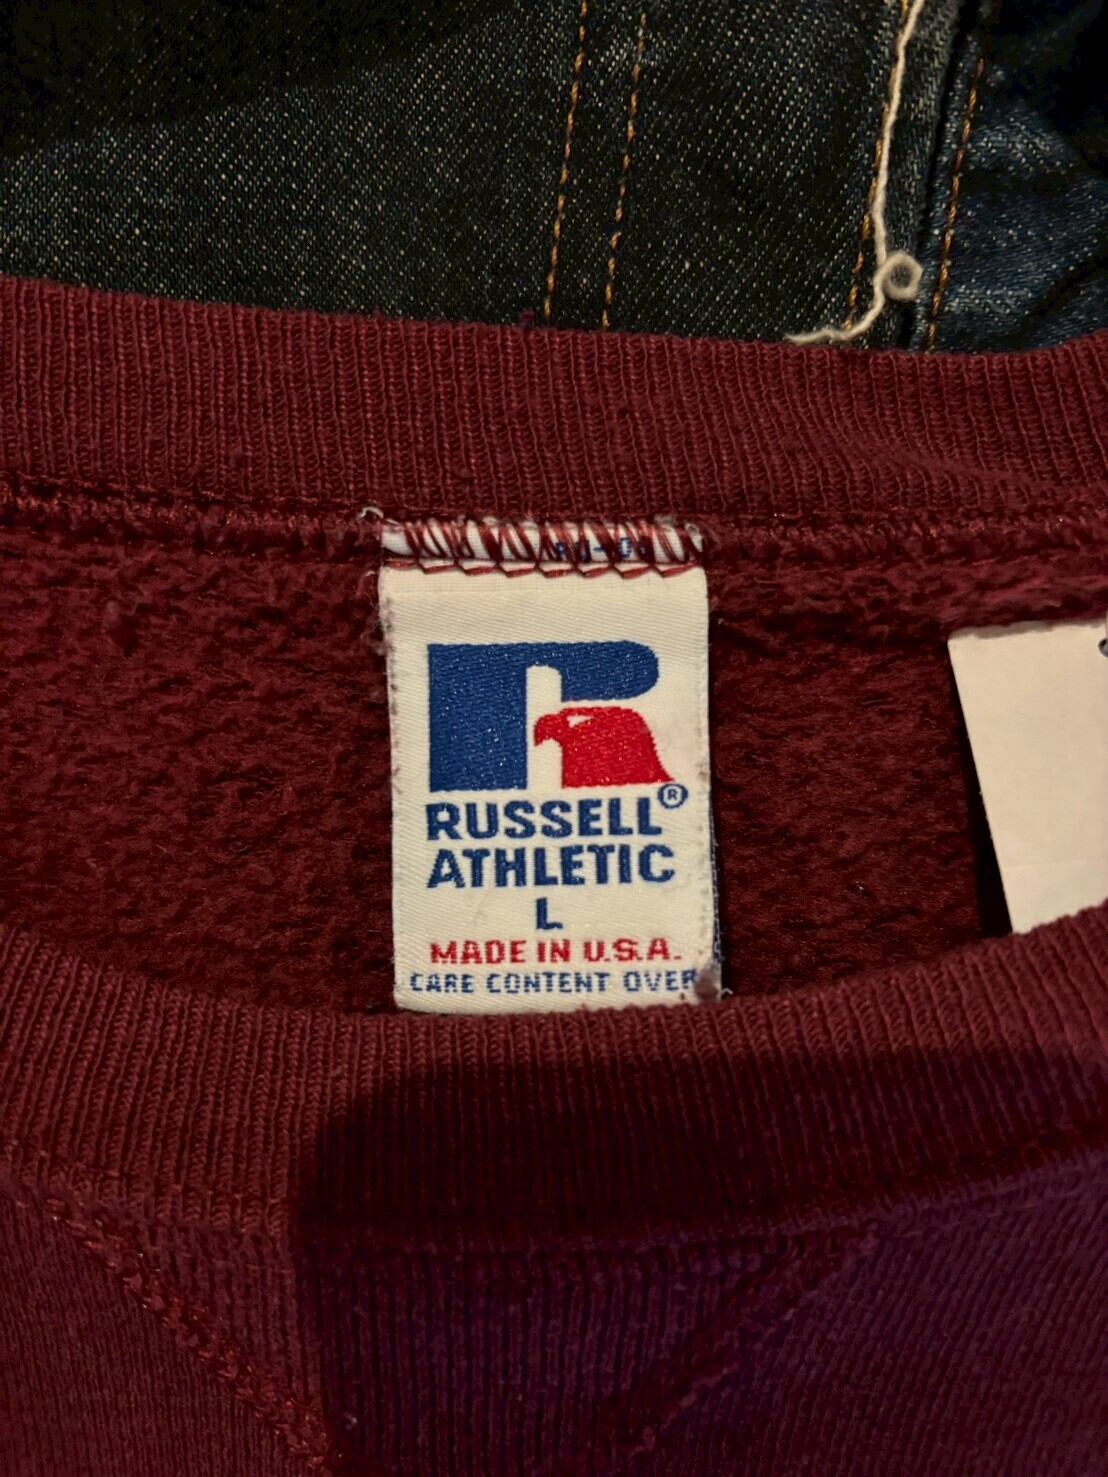 RUSSELL®
ATHLETIC
L
MADE IN U.S.A.
CARE CONTENT OVER